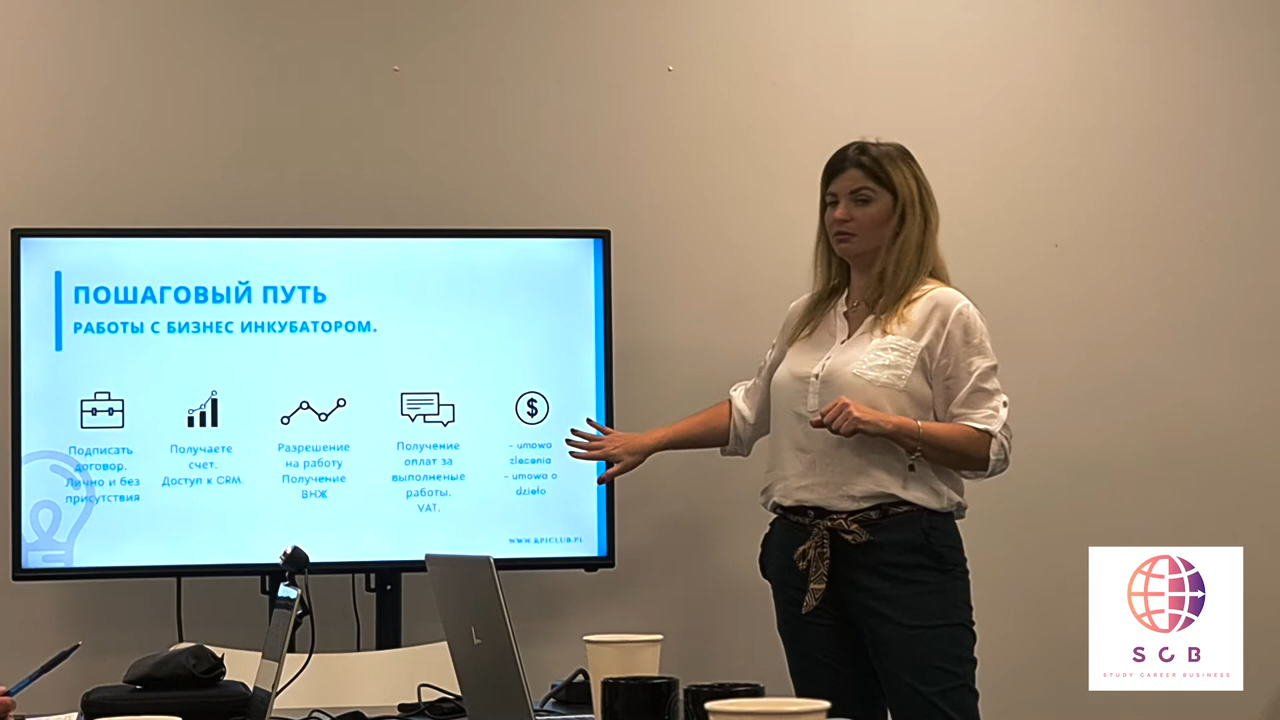 ПОШАГОВЫЙ ПУТЬ
РАБОТЫ С БИЗНЕС ИНКУБАТОРОМ.
Подписать
договор.
Лично и без
присутствия
Получаете
счет.
Доступ к CRM.
Разрешение
на работу
Получение
ВНЖ
Получение
оплат за
выполненые
работы.
VAT.
- umowa
zlecenia
- umowa o
dzieło
WWW.KPICLUB.PL
SCB
STUDY CAREER BUSINESS